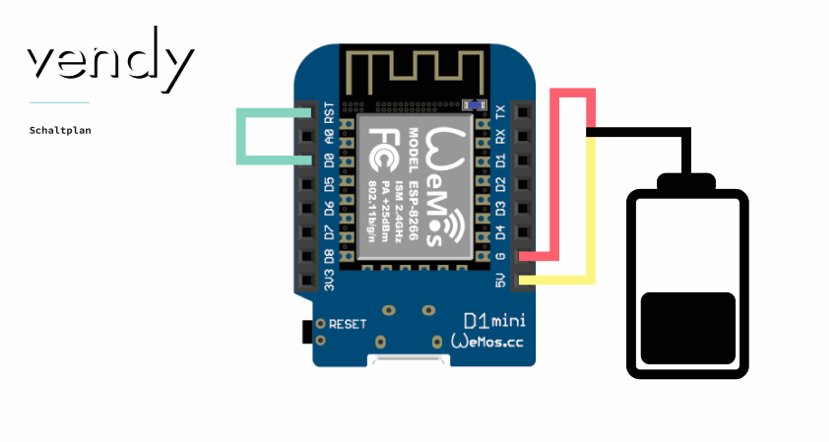 vendy
Schaltplan
RST
A0
D0
D5
D6
D7
D8
3V3
TX
RX
D1
D2
D3
D4
G
5V
WeMos
MODEL ESP-8266
ISM 2.4GHz
PA +25dBm
802.11b/g/n
FC
RESET
D1 mini
WeMos.cc